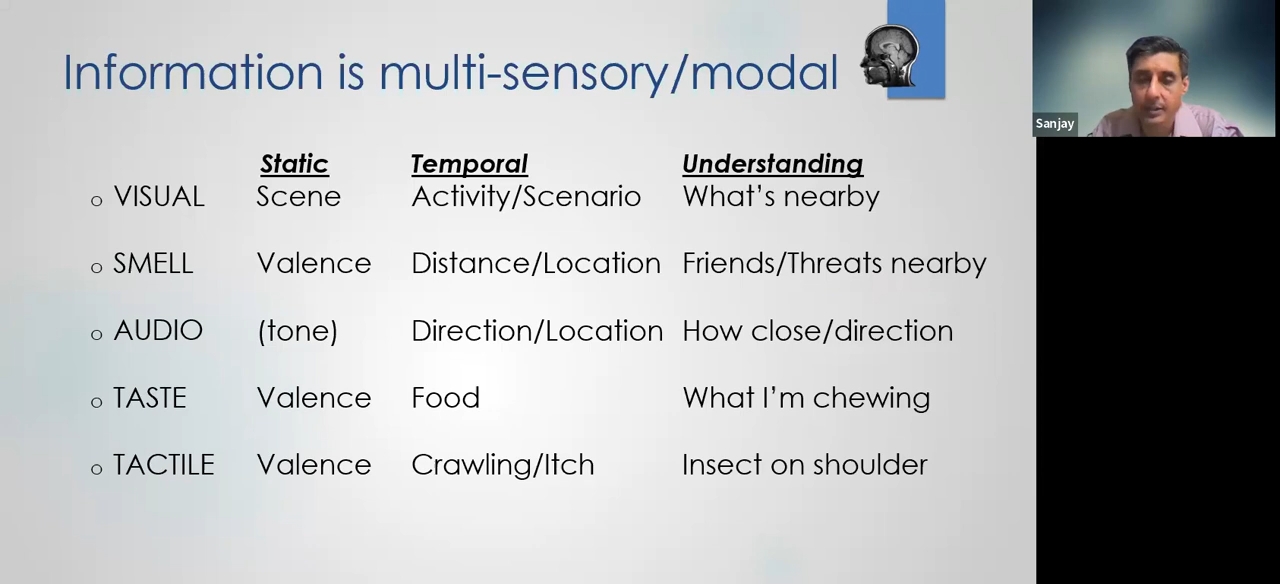 Information is multi-sensory/modal
Sanjay
Static Temporal Understanding
o VISUAL Scene Activity/Scenario What's nearby
o SMELL Valence Distance/Location Friends/Threats nearby
o AUDIO (tone) Direction/Location How close/direction
o TASTE Valence Food What I'm chewing
o TACTILE Valence Crawling/Itch Insect on shoulder